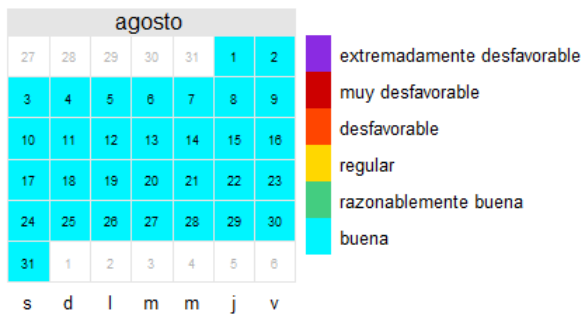 agosto
27 28 29 30 31 1 2
3 4 5 6 7 8 9
10 11 12 13 14 15 16
17 18 19 20 21 22 23
24 25 26 27 28 29 30
31 1 2 3 4 5 6
s d l m m j v
extremadamente desfavorable
muy desfavorable
desfavorable
regular
razonablemente buena
buena